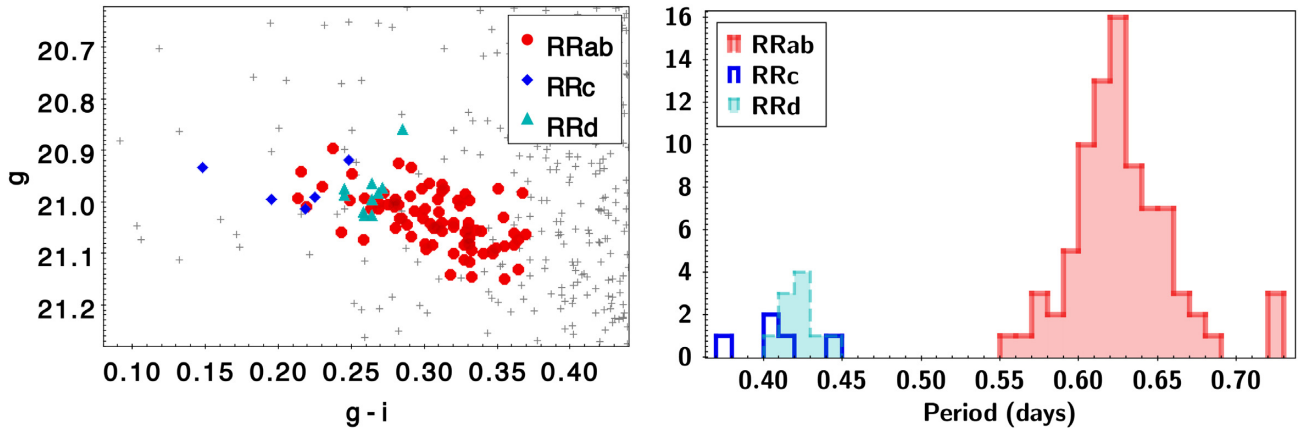 RRab
RRc
RRd
20.7
20.8
20.9
21.0
21.1
21.2
g
0.10 0.15 0.20 0.25 0.30 0.35 0.40
g - i
RRab
RRc
RRd
16
14
12
10
8
6
4
2
0
0.40 0.45 0.50 0.55 0.60 0.65 0.70
Period (days)